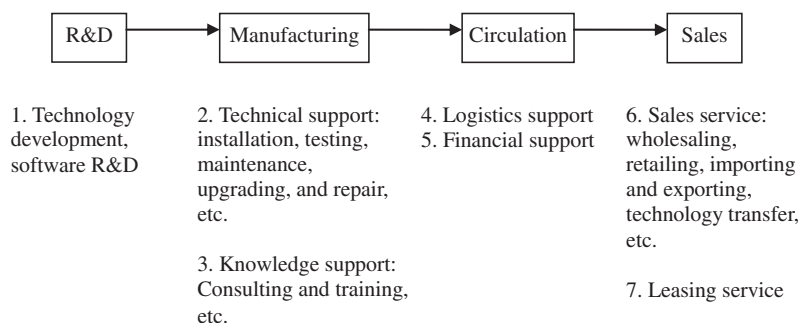 R&D
Manufacturing
Circulation
Sales
1. Technology
development,
software R&D
2. Technical support:
installation, testing,
maintenance,
upgrading, and repair,
etc.
3. Knowledge support:
Consulting and training,
etc.
4. Logistics support
5. Financial support
6. Sales service:
wholesaling,
retailing, importing
and exporting,
technology transfer,
etc.
7. Leasing service